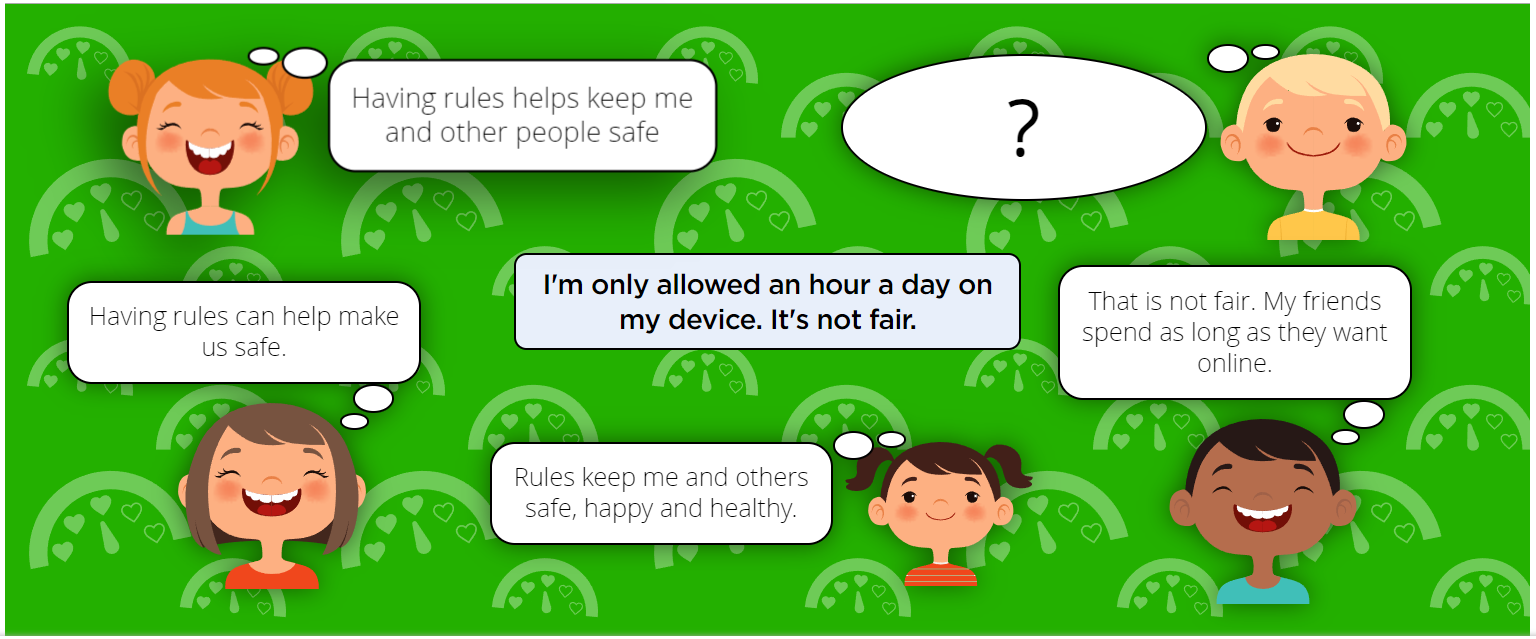 Having rules helps keep me
and other people safe
?
I'm only allowed an hour a day on
my device. It's not fair.
Having rules can help make
us safe.
That is not fair. My friends
spend as long as they want
online.
Rules keep me and others
safe, happy and healthy.